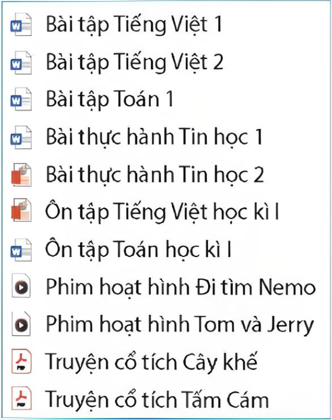 Bài tập Tiếng Việt 1
Bài tập Tiếng Việt 2
Bài tập Toán 1
Bài thực hành Tin học 1
Bài thực hành Tin học 2
Ôn tập Tiếng Việt học kì I
Ôn tập Toán học kì I
Phim hoạt hình Đi tìm Nemo
Phim hoạt hình Tom và Jerry
Truyện cổ tích Cây khế
Truyện cổ tích Tấm Cám